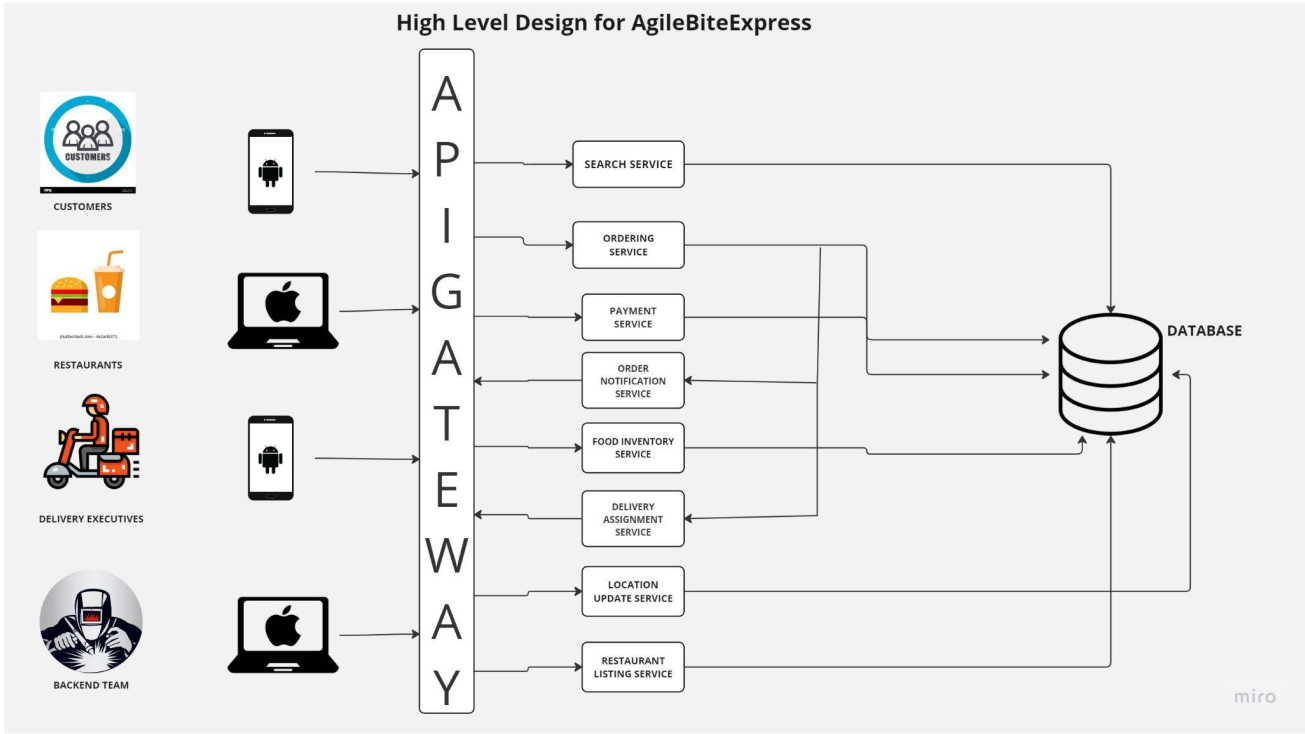 High Level Design for AgileBiteExpress
CUSTOMERS
CUSTOMERS
RESTAURANTS
DELIVERY EXECUTIVES
BACKEND TEAM
A
P
I
G
A
T
E
W
A
Y
SEARCH SERVICE
ORDERING
SERVICE
PAYMENT
SERVICE
ORDER
NOTIFICATION
SERVICE
FOOD INVENTORY
SERVICE
DELIVERY
ASSIGNMENT
SERVICE
LOCATION
UPDATE SERVICE
RESTAURANT
LISTING SERVICE
DATABASE
miro